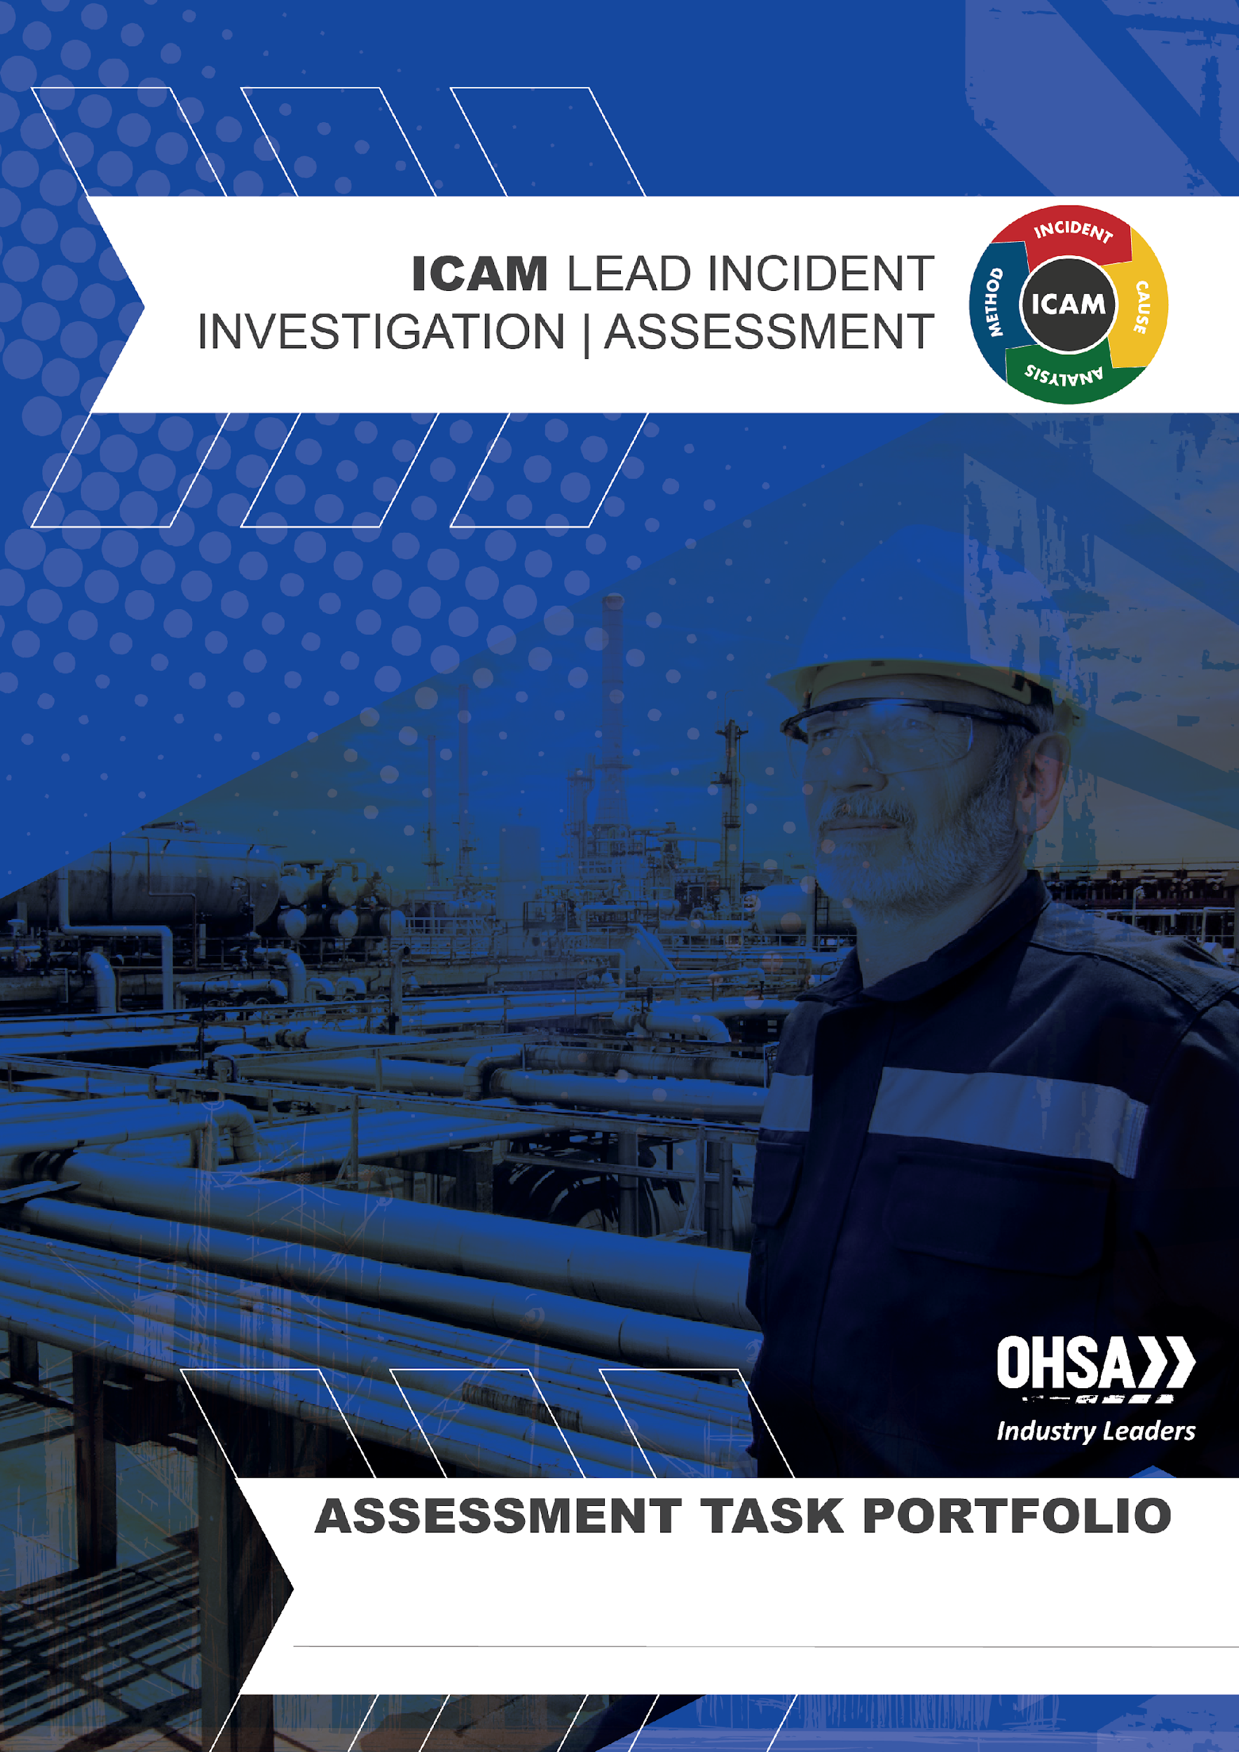 ICAM LEAD INCIDENT
INVESTIGATION | ASSESSMENT
INCIDENT
CAUSE
ANALYSIS
METHOD
ICAM
OHSA
Industry Leaders
ASSESSMENT TASK PORTFOLIO